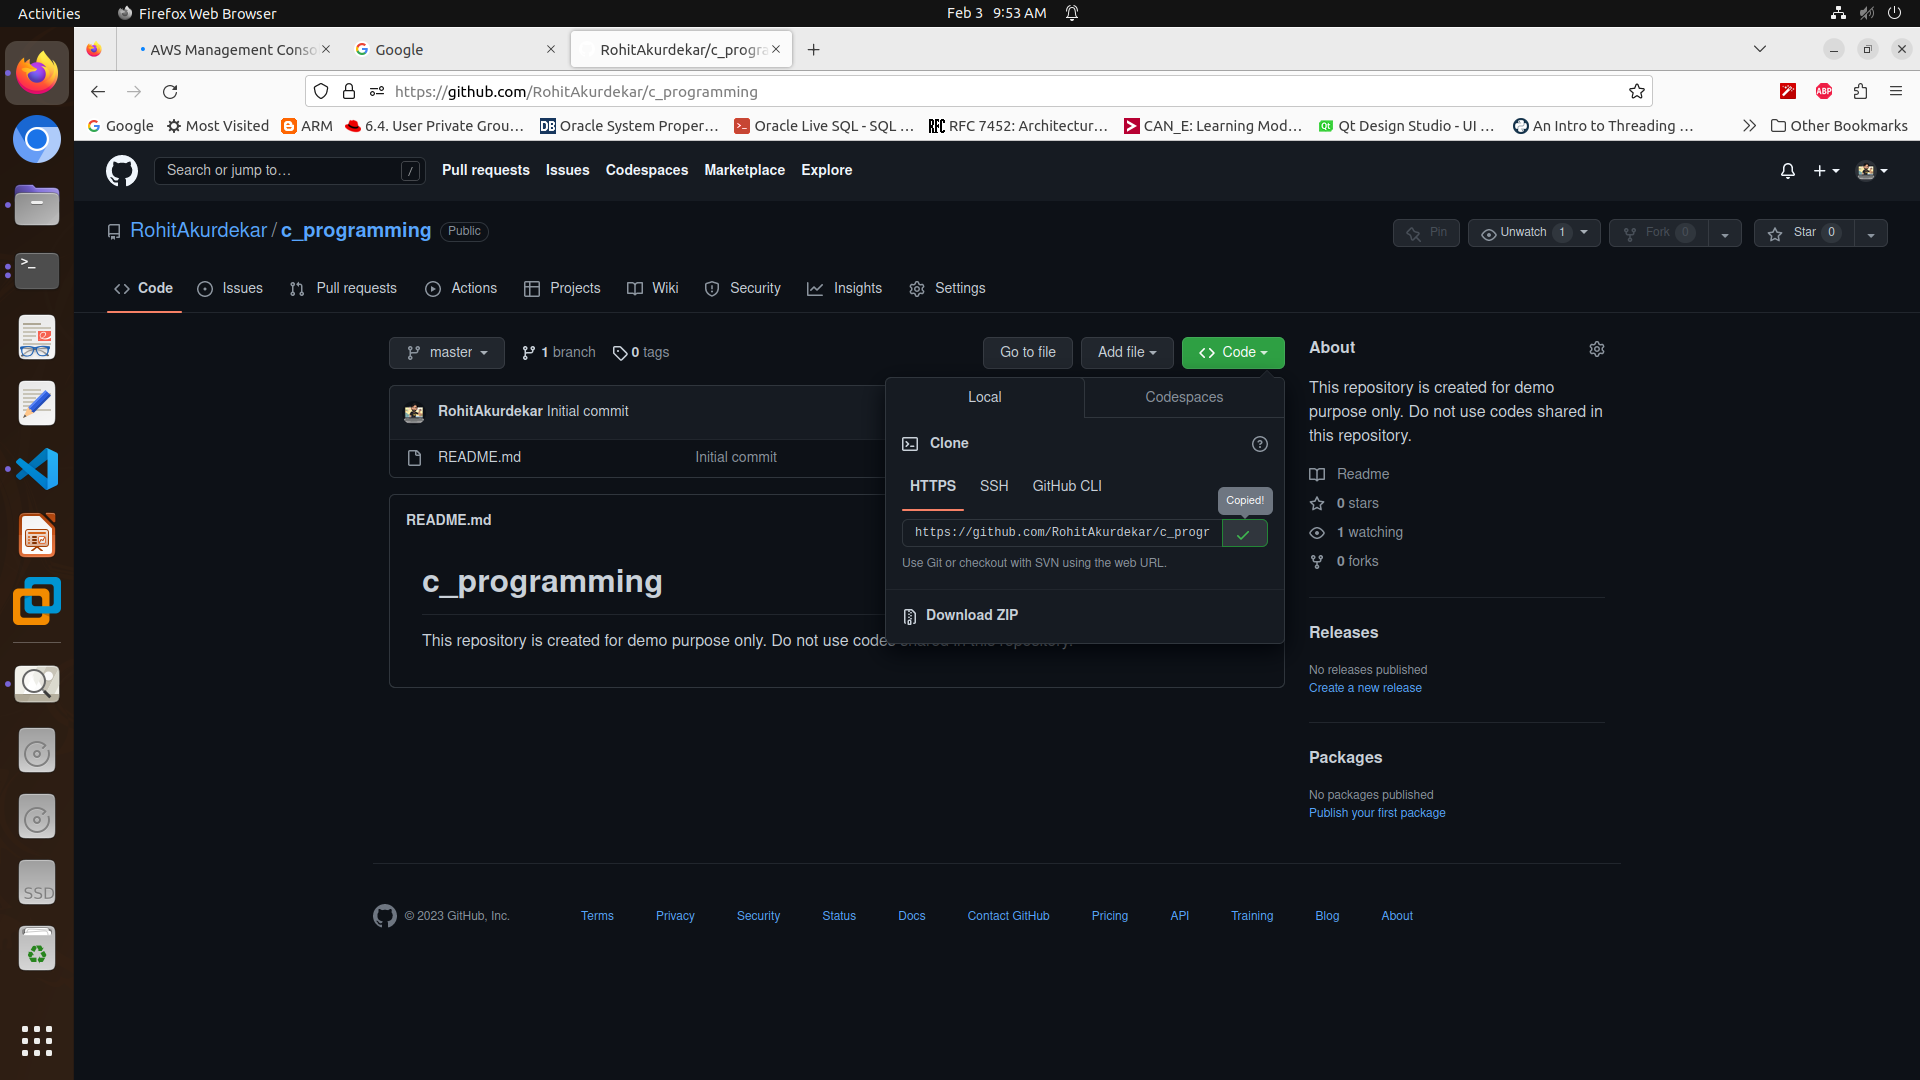 Activities Firefox Web Browser Feb 3 9:53 AM
AWS Management Conso Google RohitAkurdekar/c_progra
https://github.com/RohitAkurdekar/c_programming ABP
Google Most Visited ARM 6.4. User Private Grou… DB Oracle System Proper… Oracle Live SQL - SQL … RFC RFC 7452: Architectur… CAN_E: Learning Mod… Qt Qt Design Studio - UI … An Intro to Threading … Other Bookmarks
Search or jump to… / Pull requests Issues Codespaces Marketplace Explore
RohitAkurdekar / c_programming Public Pin Unwatch 1 Fork 0 Star 0
Code Issues Pull requests Actions Projects Wiki Security Insights Settings
master 1 branch 0 tags Go to file Add file Code
RohitAkurdekar Initial commit
README.md Initial commit
README.md
c_programming
This repository is created for demo purpose only. Do not use codes shared in this repository.
Local Codespaces
Clone
HTTPS SSH GitHub CLI
Copied!
https://github.com/RohitAkurdekar/c_progr
Use Git or checkout with SVN using the web URL.
Download ZIP
About
This repository is created for demo
purpose only. Do not use codes shared in
this repository.
Readme
0 stars
1 watching
0 forks
Releases
No releases published
Create a new release
Packages
No packages published
Publish your first package
SSD
© 2023 GitHub, Inc. Terms Privacy Security Status Docs Contact GitHub Pricing API Training Blog About